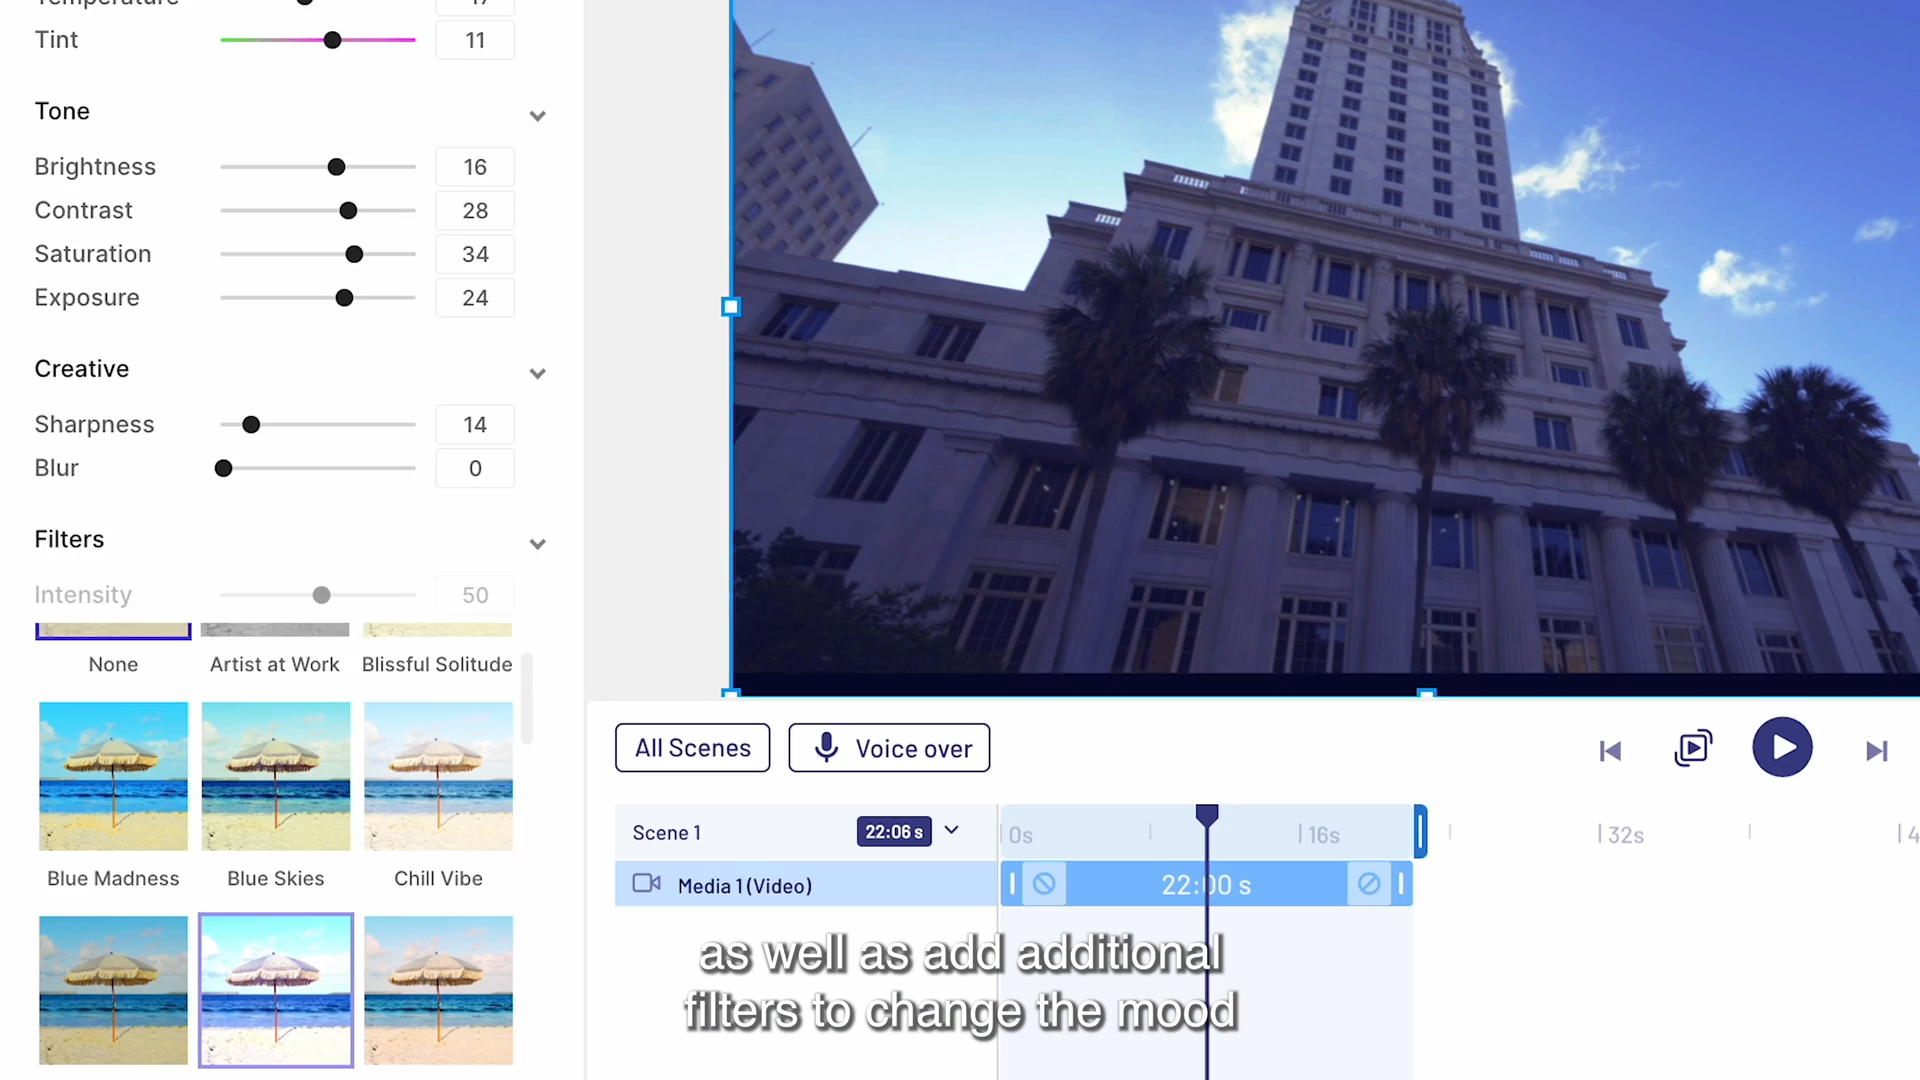 Temperature 17
Tint 11
Tone
Brightness 16
Contrast 28
Saturation 34
Exposure 24
Creative
Sharpness 14
Blur 0
Filters
Intensity 50
None Artist at Work Blissful Solitude
Blue Madness Blue Skies Chill Vibe
All Scenes Voice over
Scene 1 22:06 s 0s 16s 32s
Media 1 (Video) 22:00 s
as well as add additional
filters to change the mood